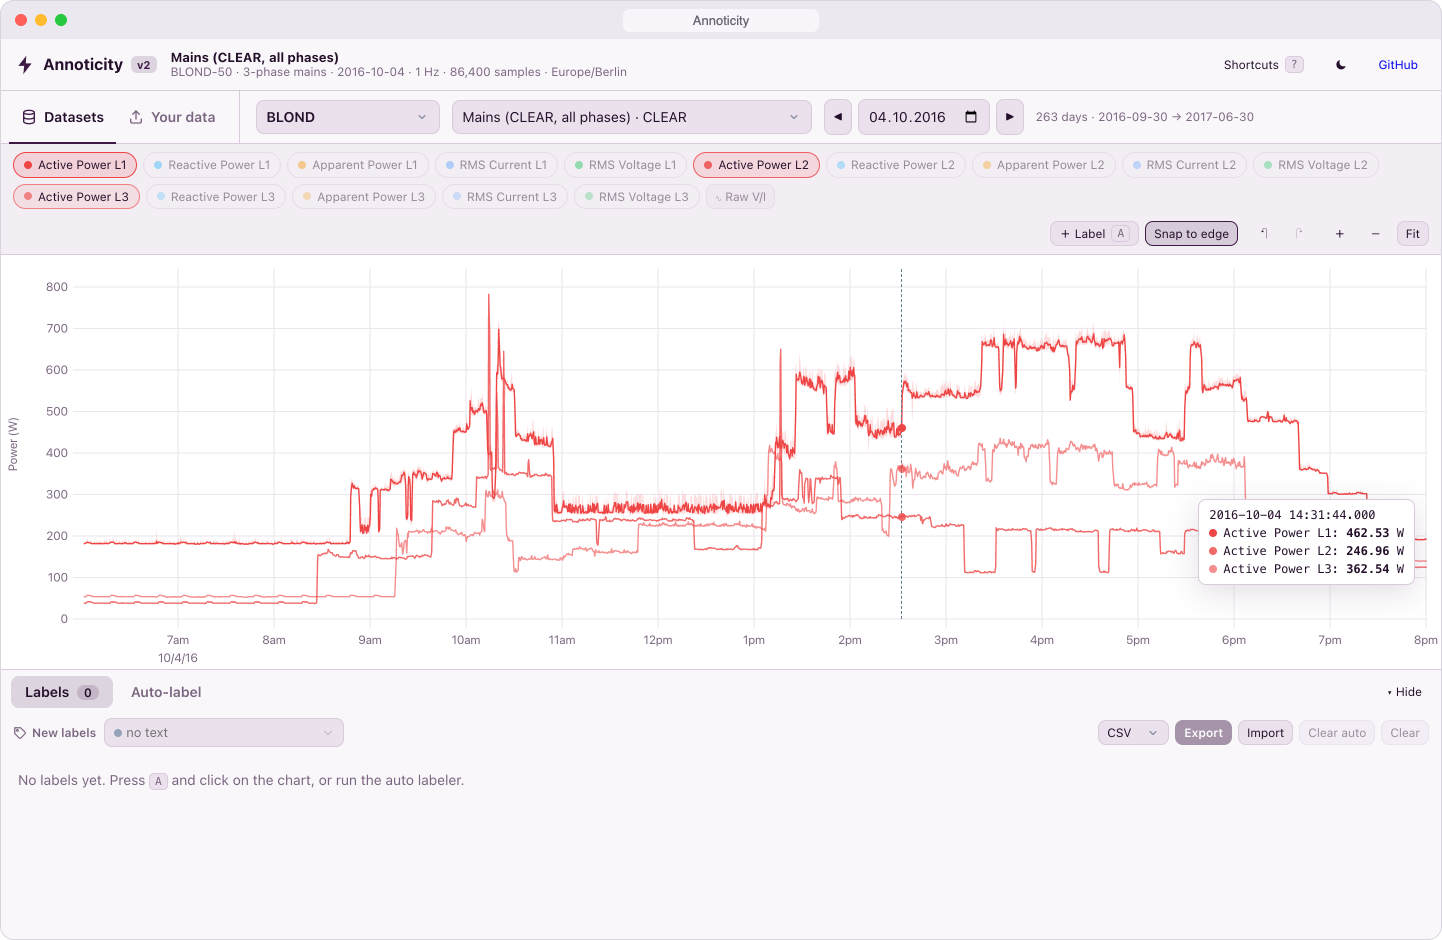 Annoticity
Annoticity v2
Mains (CLEAR, all phases)
BLOND-50 · 3-phase mains · 2016-10-04 · 1 Hz · 86,400 samples · Europe/Berlin
Shortcuts ?
GitHub
Datasets
Your data
BLOND
Mains (CLEAR, all phases) · CLEAR
04.10.2016
263 days · 2016-09-30 → 2017-06-30
Active Power L1
Reactive Power L1
Apparent Power L1
RMS Current L1
RMS Voltage L1
Active Power L2
Reactive Power L2
Apparent Power L2
RMS Current L2
RMS Voltage L2
Active Power L3
Reactive Power L3
Apparent Power L3
RMS Current L3
RMS Voltage L3
Raw V/I
+ Label A
Snap to edge
+
−
Fit
Power (W)
800
700
600
500
400
300
200
100
0
2016-10-04 14:31:44.000
Active Power L1: 462.53 W
Active Power L2: 246.96 W
Active Power L3: 362.54 W
7am
8am
9am
10am
11am
12pm
1pm
2pm
3pm
4pm
5pm
6pm
7pm
8pm
10/4/16
Labels 0
Auto-label
Hide
New labels
no text
CSV
Export
Import
Clear auto
Clear
No labels yet. Press A and click on the chart, or run the auto labeler.